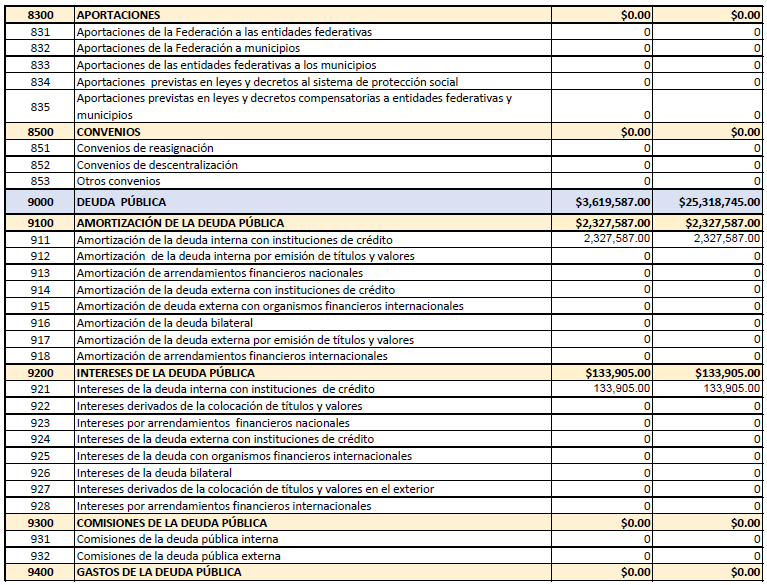 8300 APORTACIONES $0.00 $0.00
831 Aportaciones de la Federación a las entidades federativas 0 0
832 Aportaciones de la Federación a municipios 0 0
833 Aportaciones de las entidades federativas a los municipios 0 0
834 Aportaciones previstas en leyes y decretos al sistema de protección social 0 0
Aportaciones previstas en leyes y decretos compensatorias a entidades federativas y
835 municipios 0 0
8500 CONVENIOS $0.00 $0.00
851 Convenios de reasignación 0 0
852 Convenios de descentralización 0 0
853 Otros convenios 0 0
9000 DEUDA PÚBLICA $3,619,587.00 $25,318,745.00
9100 AMORTIZACIÓN DE LA DEUDA PÚBLICA $2,327,587.00 $2,327,587.00
911 Amortización de la deuda interna con instituciones de crédito 2,327,587.00 2,327,587.00
912 Amortización de la deuda interna por emisión de títulos y valores 0 0
913 Amortización de arrendamientos financieros nacionales 0 0
914 Amortización de la deuda externa con instituciones de crédito 0 0
915 Amortización de deuda externa con organismos financieros internacionales 0 0
916 Amortización de la deuda bilateral 0 0
917 Amortización de la deuda externa por emisión de títulos y valores 0 0
918 Amortización de arrendamientos financieros internacionales 0 0
9200 INTERESES DE LA DEUDA PÚBLICA $133,905.00 $133,905.00
921 Intereses de la deuda interna con instituciones de crédito 133,905.00 133,905.00
922 Intereses derivados de la colocación de títulos y valores 0 0
923 Intereses por arrendamientos financieros nacionales 0 0
924 Intereses de la deuda externa con instituciones de crédito 0 0
925 Intereses de la deuda con organismos financieros internacionales 0 0
926 Intereses de la deuda bilateral 0 0
927 Intereses derivados de la colocación de títulos y valores en el exterior 0 0
928 Intereses por arrendamientos financieros internacionales 0 0
9300 COMISIONES DE LA DEUDA PÚBLICA $0.00 $0.00
931 Comisiones de la deuda pública interna 0 0
932 Comisiones de la deuda pública externa 0 0
9400 GASTOS DE LA DEUDA PÚBLICA $0.00 $0.00